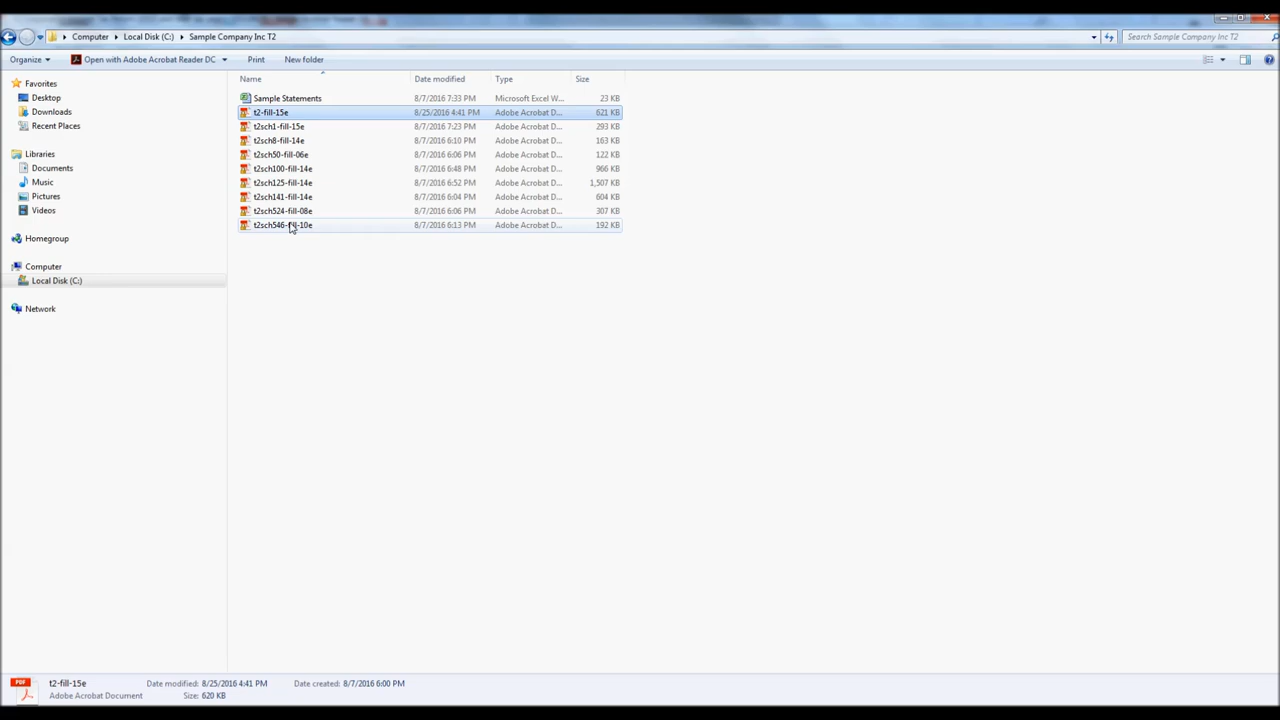 Computer ▸ Local Disk (C:) ▸ Sample Company Inc T2 Search Sample Company Inc T2
Organize Open with Adobe Acrobat Reader DC Print New folder
Favorites
Desktop
Downloads
Recent Places
Libraries
Documents
Music
Pictures
Videos
Homegroup
Computer
Local Disk (C:)
Network
Name Date modified Type Size
Sample Statements 8/7/2016 7:33 PM Microsoft Excel W... 23 KB
t2-fill-15e 8/25/2016 4:41 PM Adobe Acrobat D... 621 KB
t2sch1-fill-15e 8/7/2016 7:23 PM Adobe Acrobat D... 293 KB
t2sch8-fill-14e 8/7/2016 6:10 PM Adobe Acrobat D... 163 KB
t2sch50-fill-06e 8/7/2016 6:06 PM Adobe Acrobat D... 122 KB
t2sch100-fill-14e 8/7/2016 6:48 PM Adobe Acrobat D... 966 KB
t2sch125-fill-14e 8/7/2016 6:52 PM Adobe Acrobat D... 1,507 KB
t2sch141-fill-14e 8/7/2016 6:04 PM Adobe Acrobat D... 604 KB
t2sch524-fill-08e 8/7/2016 6:06 PM Adobe Acrobat D... 307 KB
t2sch546-fill-10e 8/7/2016 6:13 PM Adobe Acrobat D... 192 KB
PDF
t2-fill-15e Date modified: 8/25/2016 4:41 PM Date created: 8/7/2016 6:00 PM
Adobe Acrobat Document Size: 620 KB